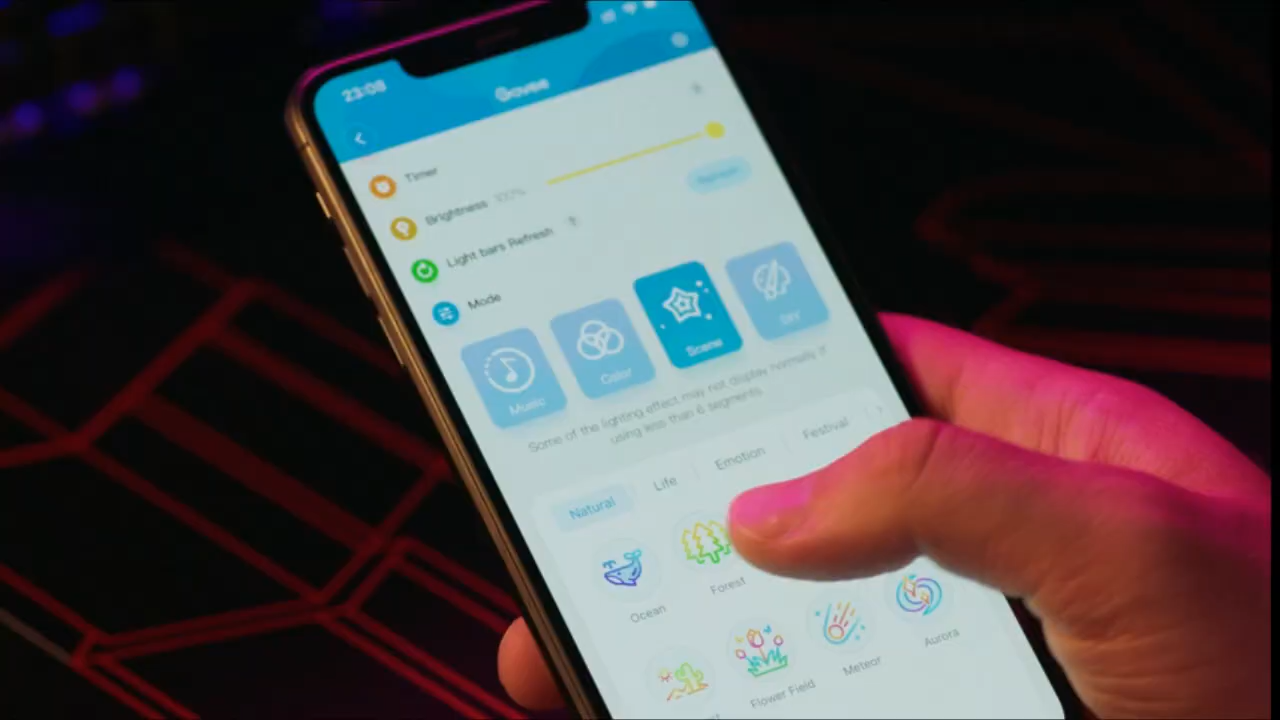 23:08
Govee
Timer
Brightness 100%
Light bars Refresh ?
Mode
Music
Color
Scene
DIY
Some of the lighting effect may not display normally if
using less than 6 segments.
Natural
Life
Emotion
Festival
Ocean
Forest
Flower Field
Meteor
Aurora